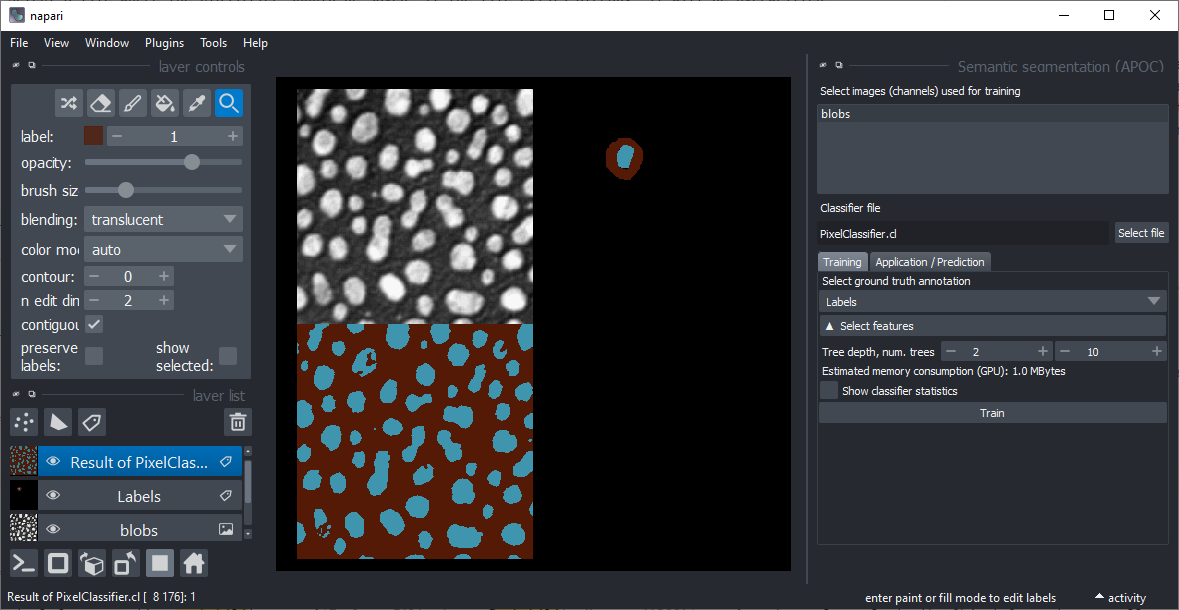 napari
File View Window Plugins Tools Help
layer controls
label: 1
opacity:
brush siz
blending: translucent
color mo auto
contour: 0
n edit din 2
contiguou
preserve labels:
show selected:
layer list
Result of PixelClas...
Labels
blobs
Result of PixelClassifier.cl [ 8 176]: 1
Semantic segmentation (APOC)
Select images (channels) used for training
blobs
Classifier file
PixelClassifier.cl Select file
Training Application / Prediction
Select ground truth annotation
Labels
▲ Select features
Tree depth, num. trees 2 10
Estimated memory consumption (GPU): 1.0 MBytes
Show classifier statistics
Train
enter paint or fill mode to edit labels
activity